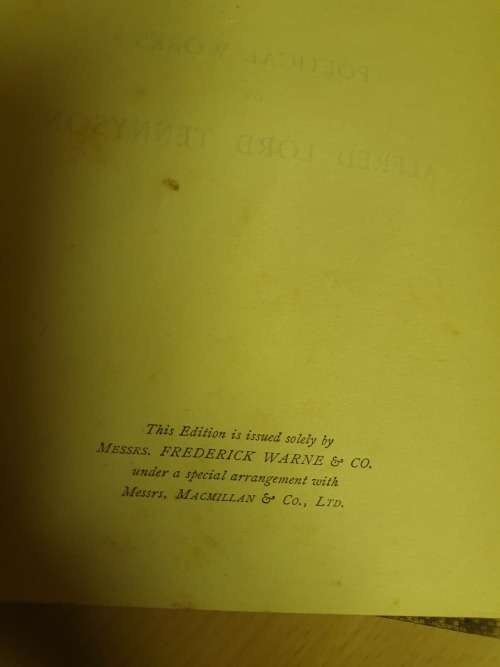 POETICAL WORKS
OF
ALFRED LORD TENNYSON
This Edition is issued solely by
MESSRS. FREDERICK WARNE & CO.
under a special arrangement with
Messrs. MACMILLAN & CO., LTD.